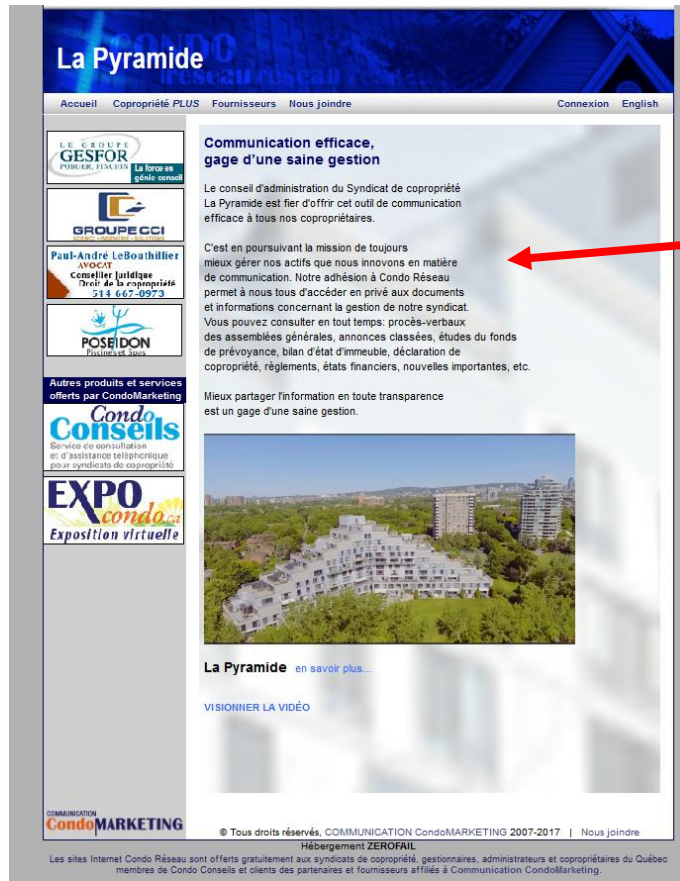 La Pyramide
Accueil Copropriété PLUS Fournisseurs Nous joindre Connexion English
LE GROUPE
GESFOR
POIRIER, PINCHIN
La force en
génie conseil
GROUPE CCI
SCIENCE • INGÉNIERIE • SOLUTIONS
Paul-André LeBouthillier
AVOCAT
Conseiller juridique
Droit de la copropriété
514 667-0973
POSEIDON
Piscines et Spas
Autres produits et services
offerts par CondoMarketing
Condo
Conseils
Service de consultation
et d'assistance téléphonique
pour syndicats de copropriété
EXPO
condo.ca
Exposition virtuelle
Communication efficace,
gage d'une saine gestion
Le conseil d'administration du Syndicat de copropriété
La Pyramide est fier d'offrir cet outil de communication
efficace à tous nos copropriétaires.
C'est en poursuivant la mission de toujours
mieux gérer nos actifs que nous innovons en matière
de communication. Notre adhésion à Condo Réseau
permet à nous tous d'accéder en privé aux documents
et informations concernant la gestion de notre syndicat.
Vous pouvez consulter en tout temps: procès-verbaux
des assemblées générales, annonces classées, études du fonds
de prévoyance, bilan d'état d'immeuble, déclaration de
copropriété, règlements, états financiers, nouvelles importantes, etc.
Mieux partager l'information en toute transparence
est un gage d'une saine gestion.
La Pyramide en savoir plus...
VISIONNER LA VIDÉO
COMMUNICATION
CondoMARKETING
© Tous droits réservés, COMMUNICATION CondoMARKETING 2007-2017 | Nous joindre
Hébergement ZEROFAIL
Les sites Internet Condo Réseau sont offerts gratuitement aux syndicats de copropriété, gestionnaires, administrateurs et copropriétaires du Québec
membres de Condo Conseils et clients des partenaires et fournisseurs affiliés à Communication CondoMarketing.